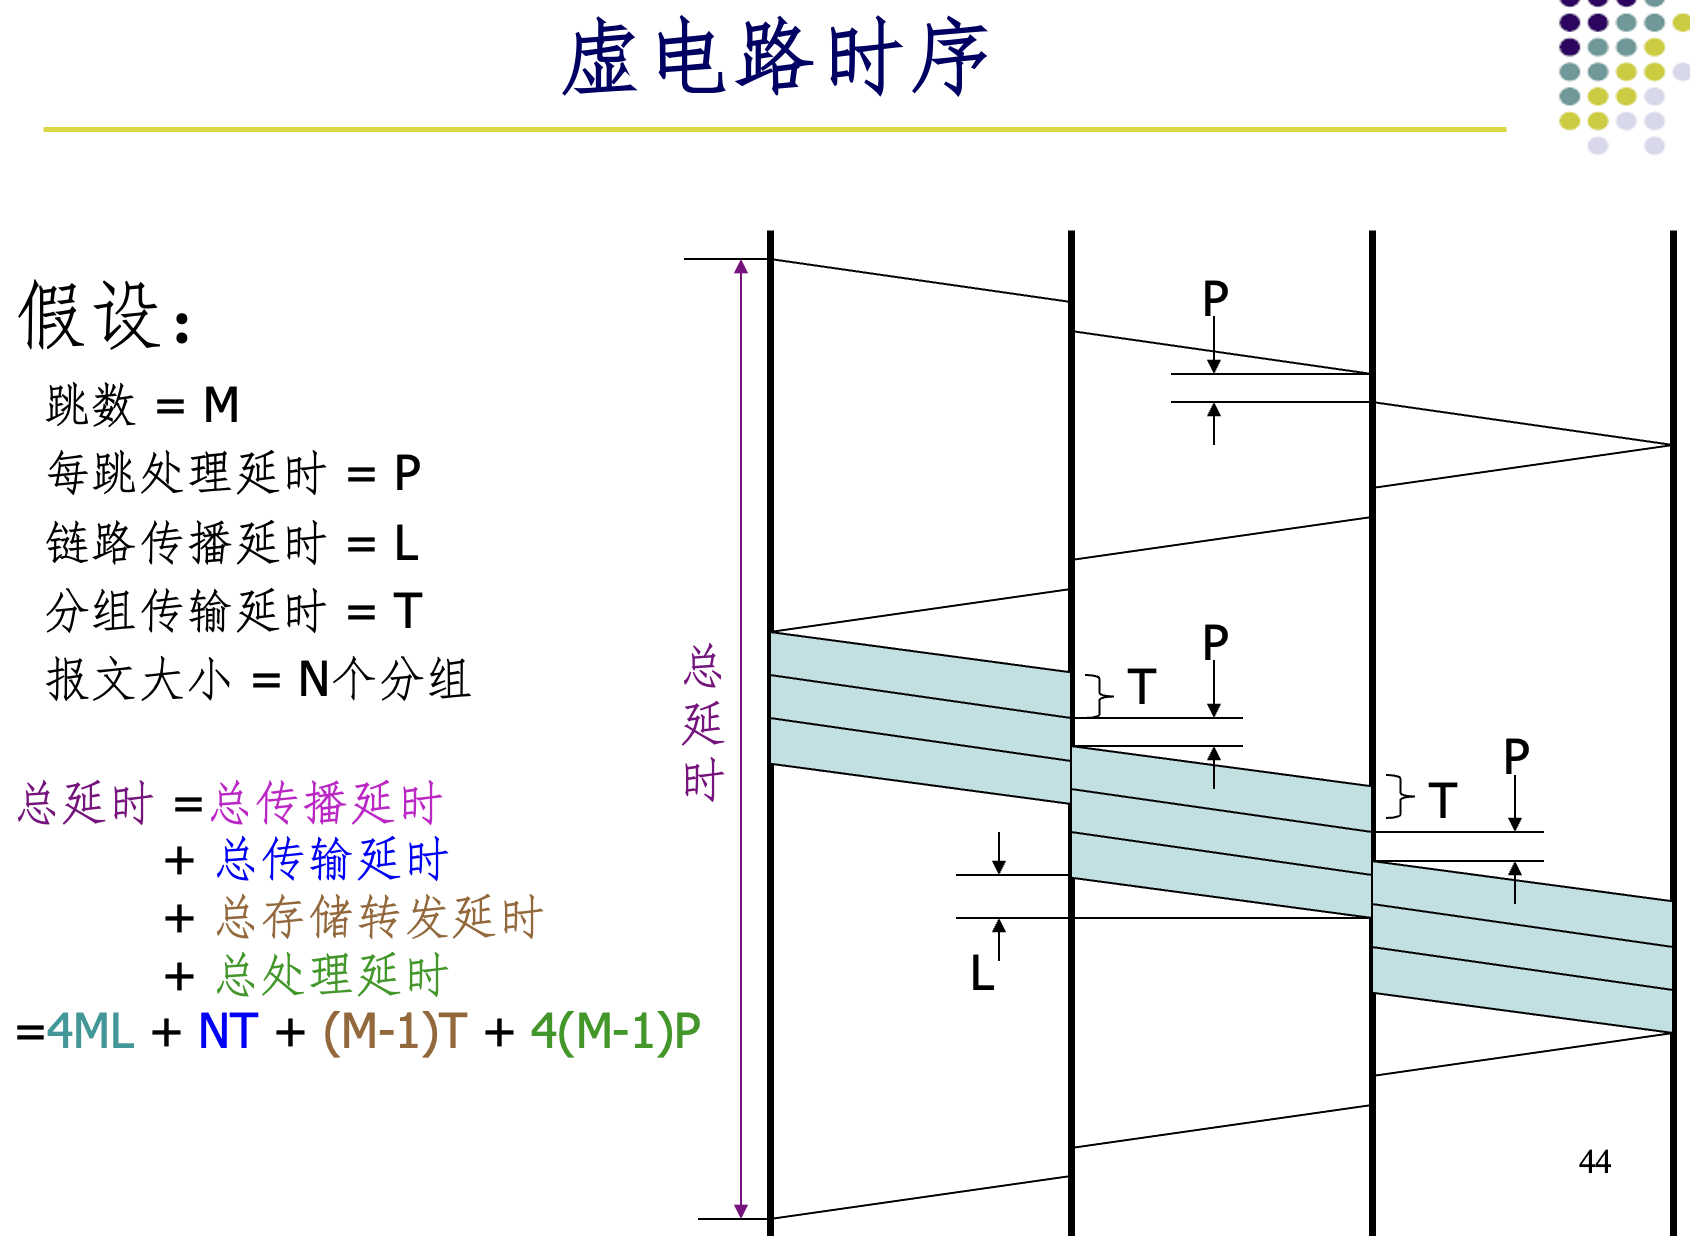 虚电路时序
假设：
跳数 = M
每跳处理延时 = P
链路传播延时 = L
分组传输延时 = T
报文大小 = N个分组
总延时 =总传播延时
+ 总传输延时
+ 总存储转发延时
+ 总处理延时
=4ML + NT + (M-1)T + 4(M-1)P
总
延
时
P
P
T
P
T
L
44